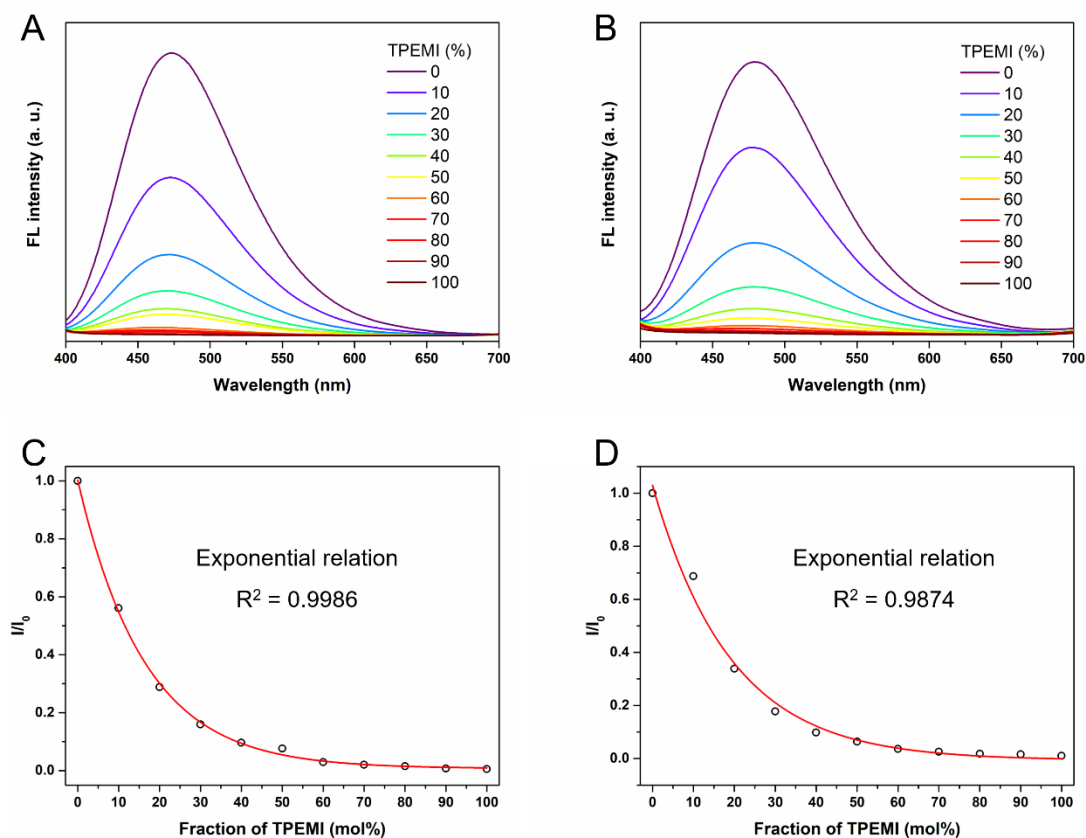 A
TPEMI (%)
0
10
20
30
40
50
60
70
80
90
100
FL intensity (a. u.)
400 450 500 550 600 650 700
Wavelength (nm)
B
TPEMI (%)
0
10
20
30
40
50
60
70
80
90
100
FL intensity (a. u.)
400 450 500 550 600 650 700
Wavelength (nm)
C
1.0
0.8
0.6
0.4
0.2
0.0
I/I₀
Exponential relation
R² = 0.9986
0 10 20 30 40 50 60 70 80 90 100
Fraction of TPEMI (mol%)
D
1.0
0.8
0.6
0.4
0.2
0.0
I/I₀
Exponential relation
R² = 0.9874
0 10 20 30 40 50 60 70 80 90 100
Fraction of TPEMI (mol%)